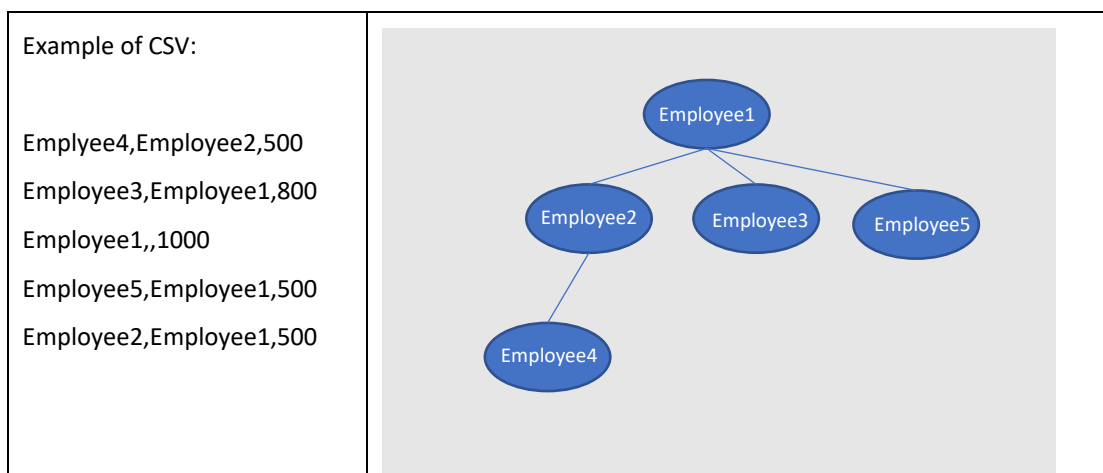 Example of CSV:
Emplyee4,Employee2,500
Employee3,Employee1,800
Employee1,,1000
Employee5,Employee1,500
Employee2,Employee1,500
Employee1
Employee2
Employee3
Employee5
Employee4